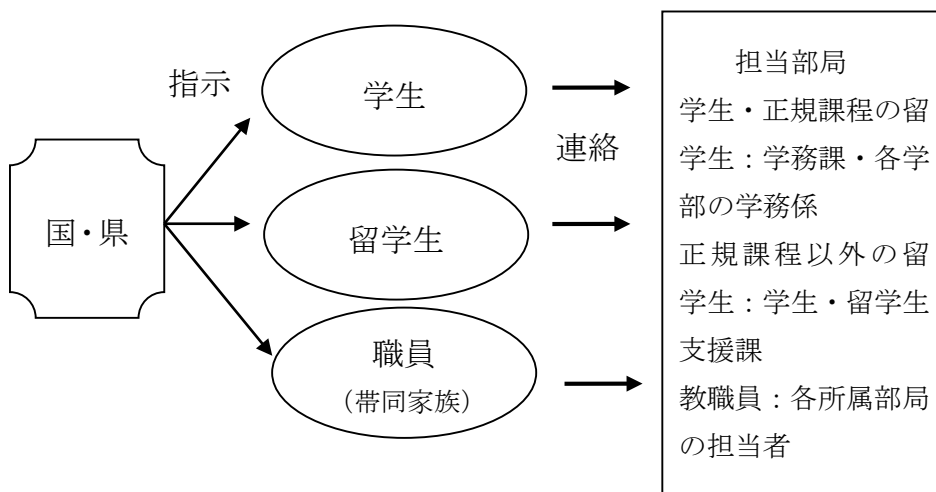 指示
国・県
学生
留学生
職員
（帯同家族）
連絡
担当部局
学生・正規課程の留
学生：学務課・各学
部の学務係
正規課程以外の留
学生：学生・留学生
支援課
教職員：各所属部局
の担当者